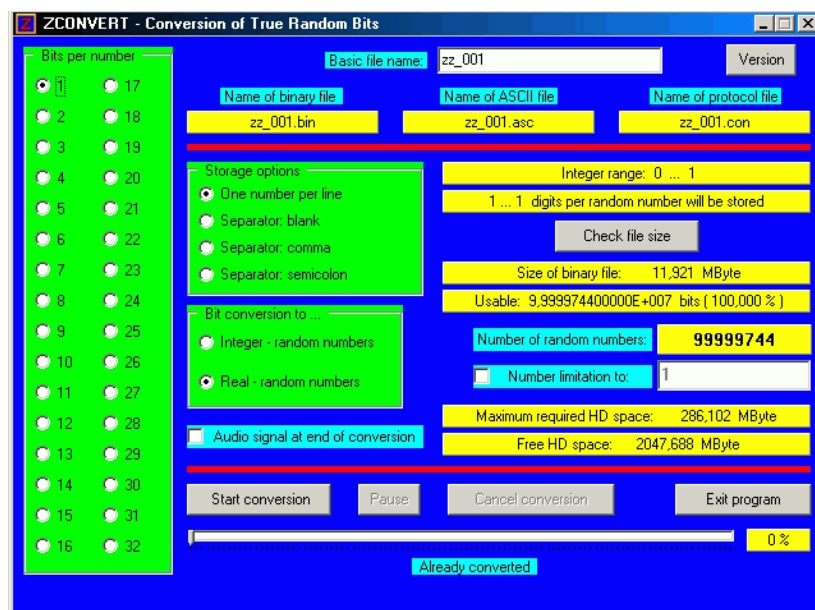 ZCONVERT - Conversion of True Random Bits
Bits per number
1 17
2 18
3 19
4 20
5 21
6 22
7 23
8 24
9 25
10 26
11 27
12 28
13 29
14 30
15 31
16 32
Basic file name: zz_001 Version
Name of binary file Name of ASCII file Name of protocol file
zz_001.bin zz_001.asc zz_001.con
Storage options
One number per line
Separator: blank
Separator: comma
Separator: semicolon
Bit conversion to ...
Integer - random numbers
Real - random numbers
Audio signal at end of conversion
Integer range: 0 ... 1
1 ... 1 digits per random number will be stored
Check file size
Size of binary file: 11,921 MByte
Usable: 9,999974400000E+007 bits ( 100,000 % )
Number of random numbers: 99999744
Number limitation to: 1
Maximum required HD space: 286,102 MByte
Free HD space: 2047,688 MByte
Start conversion Pause Cancel conversion Exit program
0 %
Already converted